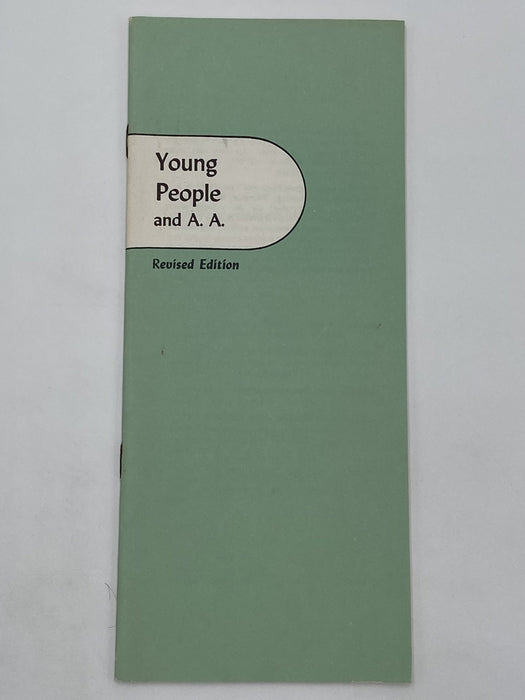 Young
People
and A. A.
Revised Edition